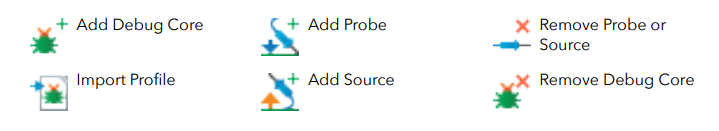 Add Debug Core
Add Probe
Remove Probe or
Source
Import Profile
Add Source
Remove Debug Core